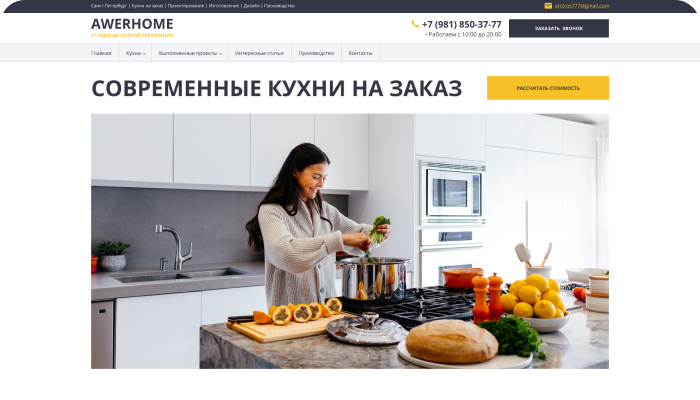 Санкт-Петербург | Кухни на заказ | Проектирование | Изготовление | Дизайн | Производство
arctrus777@gmail.com
AWERHOME
ОТ ИДЕИ ДО ПОЛНОЙ РЕАЛИЗАЦИИ
+7 (981) 850-37-77
• Работаем с 10:00 до 20:00
ЗАКАЗАТЬ ЗВОНОК
Главная Кухни Выполненные проекты Интересные статьи Производство Контакты
СОВРЕМЕННЫЕ КУХНИ НА ЗАКАЗ
РАССЧИТАТЬ СТОИМОСТЬ